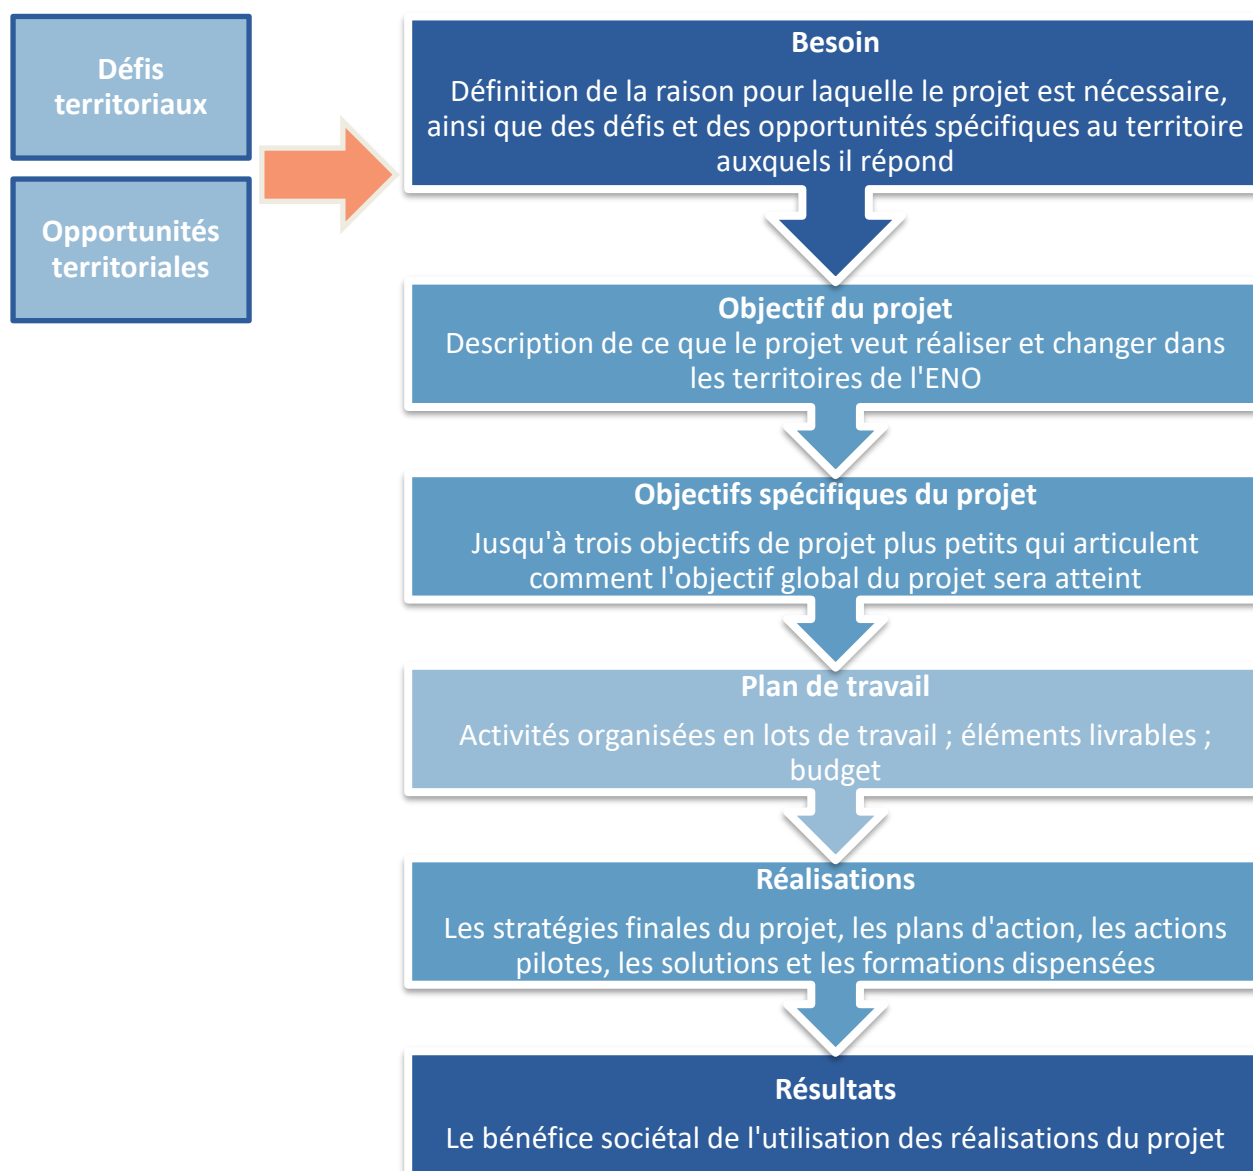 Défis
territoriaux
Opportunités
territoriales
Besoin
Définition de la raison pour laquelle le projet est nécessaire,
ainsi que des défis et des opportunités spécifiques au territoire
auxquels il répond
Objectif du projet
Description de ce que le projet veut réaliser et changer dans
les territoires de l'ENO
Objectifs spécifiques du projet
Jusqu'à trois objectifs de projet plus petits qui articulent
comment l'objectif global du projet sera atteint
Plan de travail
Activités organisées en lots de travail ; éléments livrables ;
budget
Réalisations
Les stratégies finales du projet, les plans d'action, les actions
pilotes, les solutions et les formations dispensées
Résultats
Le bénéfice sociétal de l'utilisation des réalisations du projet